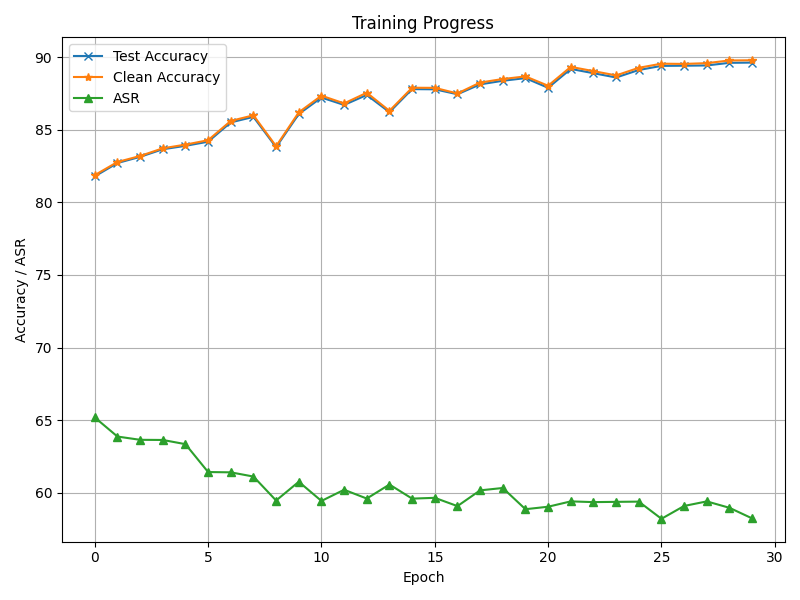 Training Progress
Test Accuracy
Clean Accuracy
ASR
Accuracy / ASR
90
85
80
75
70
65
60
0 5 10 15 20 25 30
Epoch